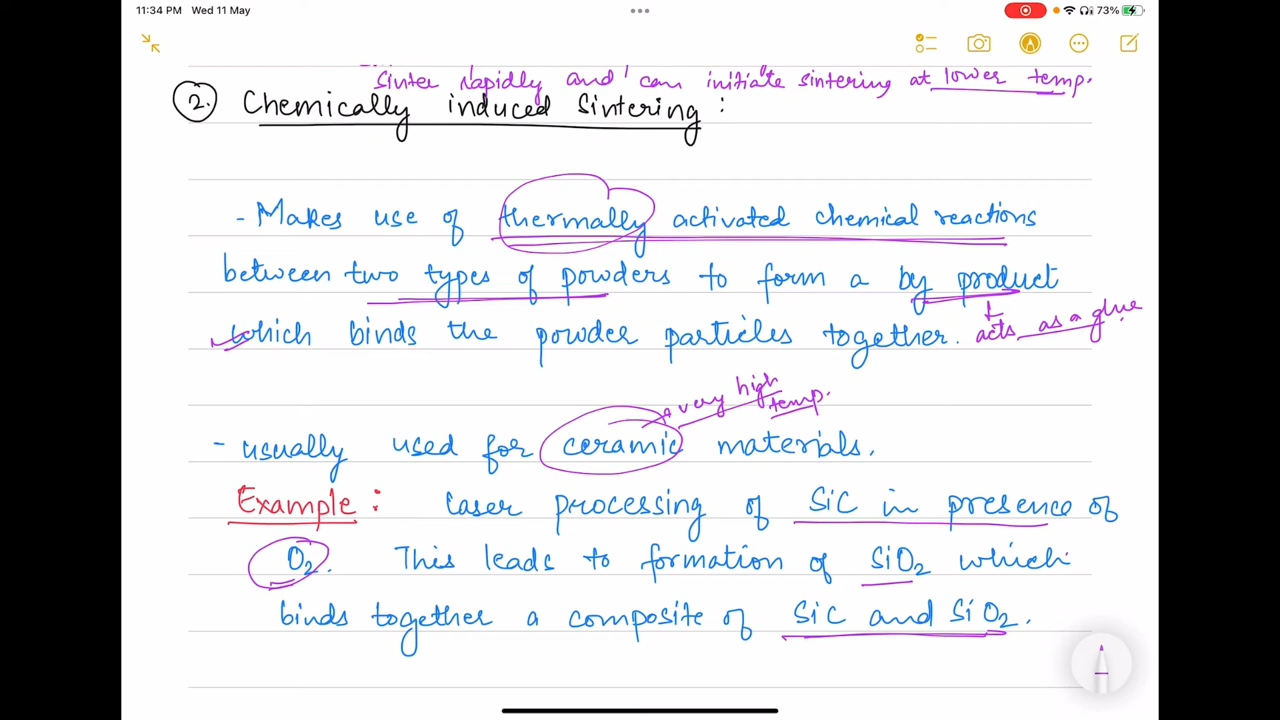 11:34 PM Wed 11 May
73%
sinter rapidly and can initiate sintering at lower temp.
2. Chemically induced Sintering :
- Makes use of thermally activated chemical reactions
between two types of powders to form a by product
which binds the powder particles together. acts as a glue
very high
temp.
- usually used for ceramic materials.
Example : Laser processing of SiC in presence of
O2. This leads to formation of SiO2 which
binds together a composite of SiC and SiO2.